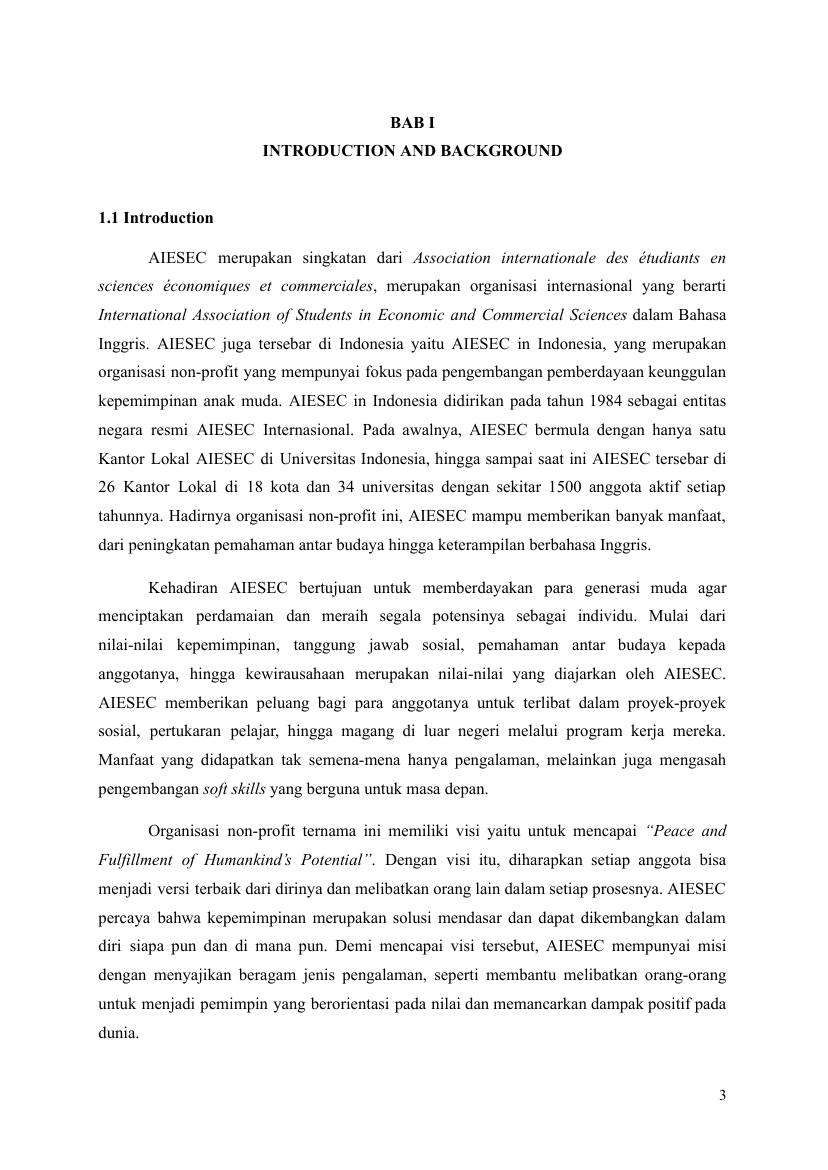 BAB I
INTRODUCTION AND BACKGROUND
1.1 Introduction
AIESEC merupakan singkatan dari Association internationale des étudiants en
sciences économiques et commerciales, merupakan organisasi internasional yang berarti
International Association of Students in Economic and Commercial Sciences dalam Bahasa
Inggris. AIESEC juga tersebar di Indonesia yaitu AIESEC in Indonesia, yang merupakan
organisasi non-profit yang mempunyai fokus pada pengembangan pemberdayaan keunggulan
kepemimpinan anak muda. AIESEC in Indonesia didirikan pada tahun 1984 sebagai entitas
negara resmi AIESEC Internasional. Pada awalnya, AIESEC bermula dengan hanya satu
Kantor Lokal AIESEC di Universitas Indonesia, hingga sampai saat ini AIESEC tersebar di
26 Kantor Lokal di 18 kota dan 34 universitas dengan sekitar 1500 anggota aktif setiap
tahunnya. Hadirnya organisasi non-profit ini, AIESEC mampu memberikan banyak manfaat,
dari peningkatan pemahaman antar budaya hingga keterampilan berbahasa Inggris.
Kehadiran AIESEC bertujuan untuk memberdayakan para generasi muda agar
menciptakan perdamaian dan meraih segala potensinya sebagai individu. Mulai dari
nilai-nilai kepemimpinan, tanggung jawab sosial, pemahaman antar budaya kepada
anggotanya, hingga kewirausahaan merupakan nilai-nilai yang diajarkan oleh AIESEC.
AIESEC memberikan peluang bagi para anggotanya untuk terlibat dalam proyek-proyek
sosial, pertukaran pelajar, hingga magang di luar negeri melalui program kerja mereka.
Manfaat yang didapatkan tak semena-mena hanya pengalaman, melainkan juga mengasah
pengembangan soft skills yang berguna untuk masa depan.
Organisasi non-profit ternama ini memiliki visi yaitu untuk mencapai “Peace and
Fulfillment of Humankind’s Potential”. Dengan visi itu, diharapkan setiap anggota bisa
menjadi versi terbaik dari dirinya dan melibatkan orang lain dalam setiap prosesnya. AIESEC
percaya bahwa kepemimpinan merupakan solusi mendasar dan dapat dikembangkan dalam
diri siapa pun dan di mana pun. Demi mencapai visi tersebut, AIESEC mempunyai misi
dengan menyajikan beragam jenis pengalaman, seperti membantu melibatkan orang-orang
untuk menjadi pemimpin yang berorientasi pada nilai dan memancarkan dampak positif pada
dunia.
3